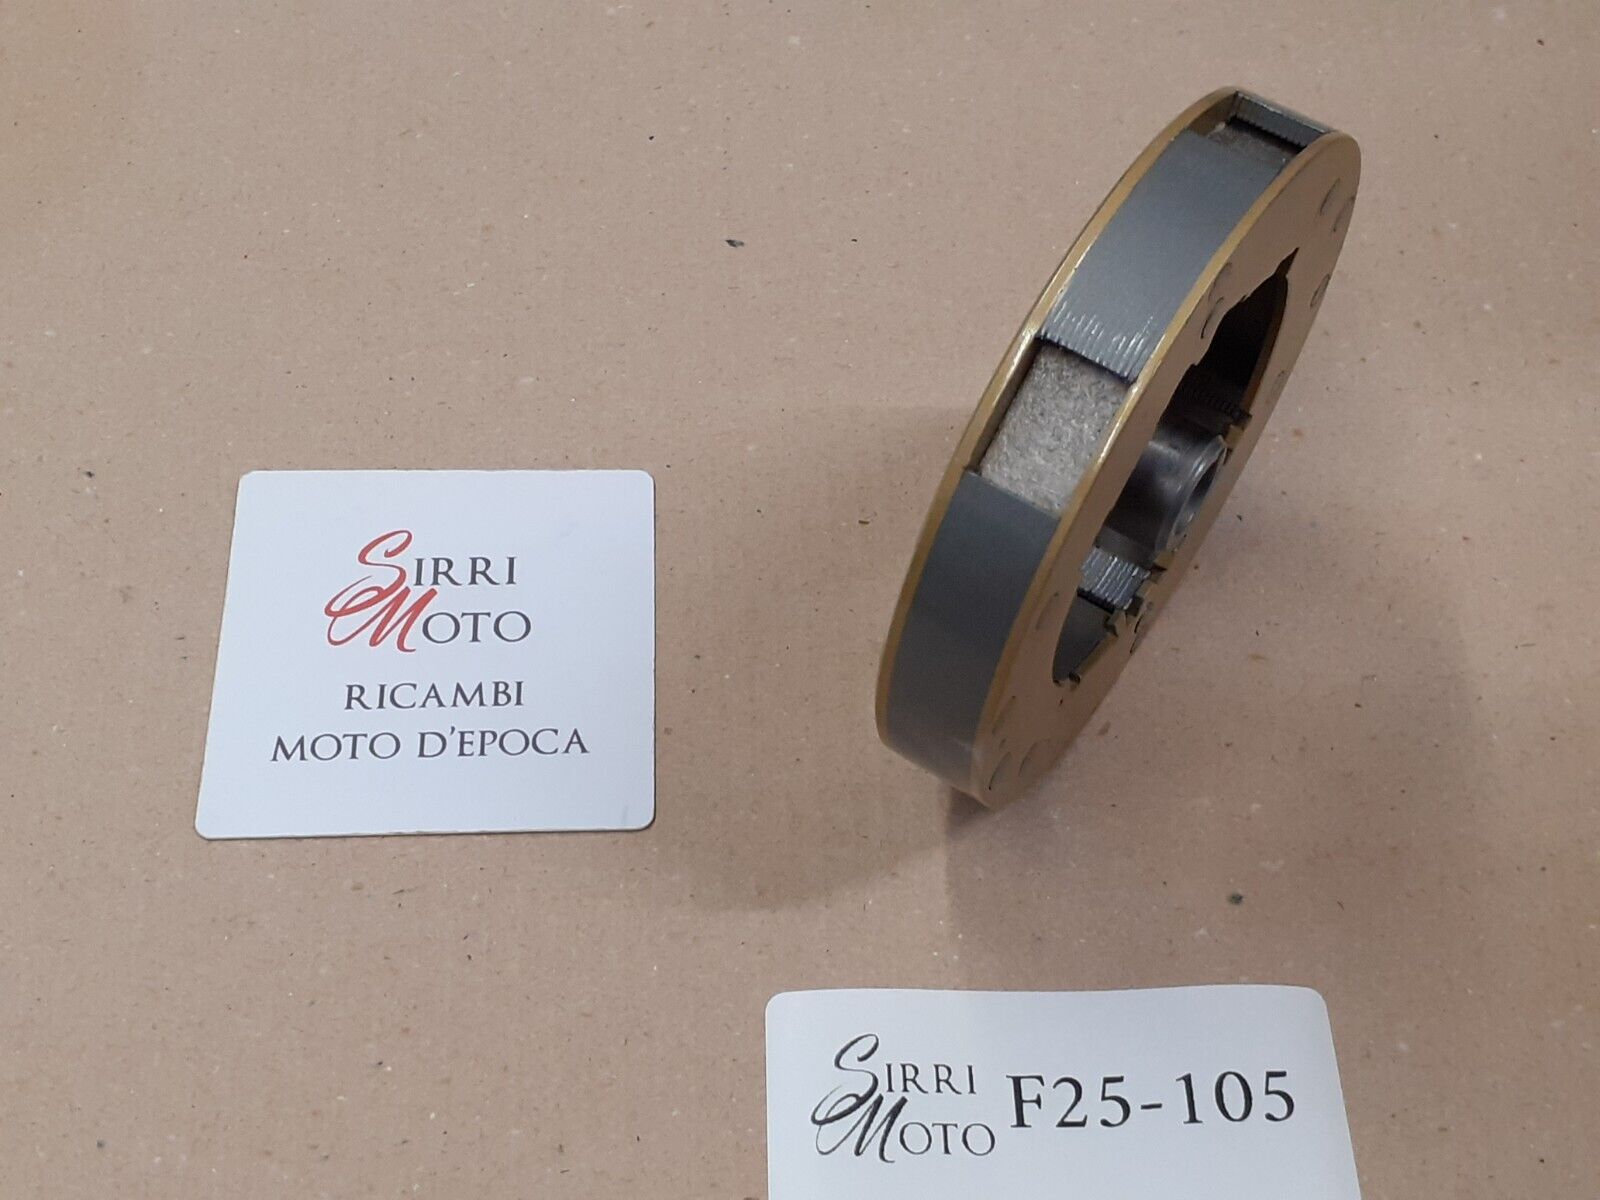 SIRRI
MOTO
RICAMBI
MOTO D'EPOCA
SIRRI
MOTO
F25-105